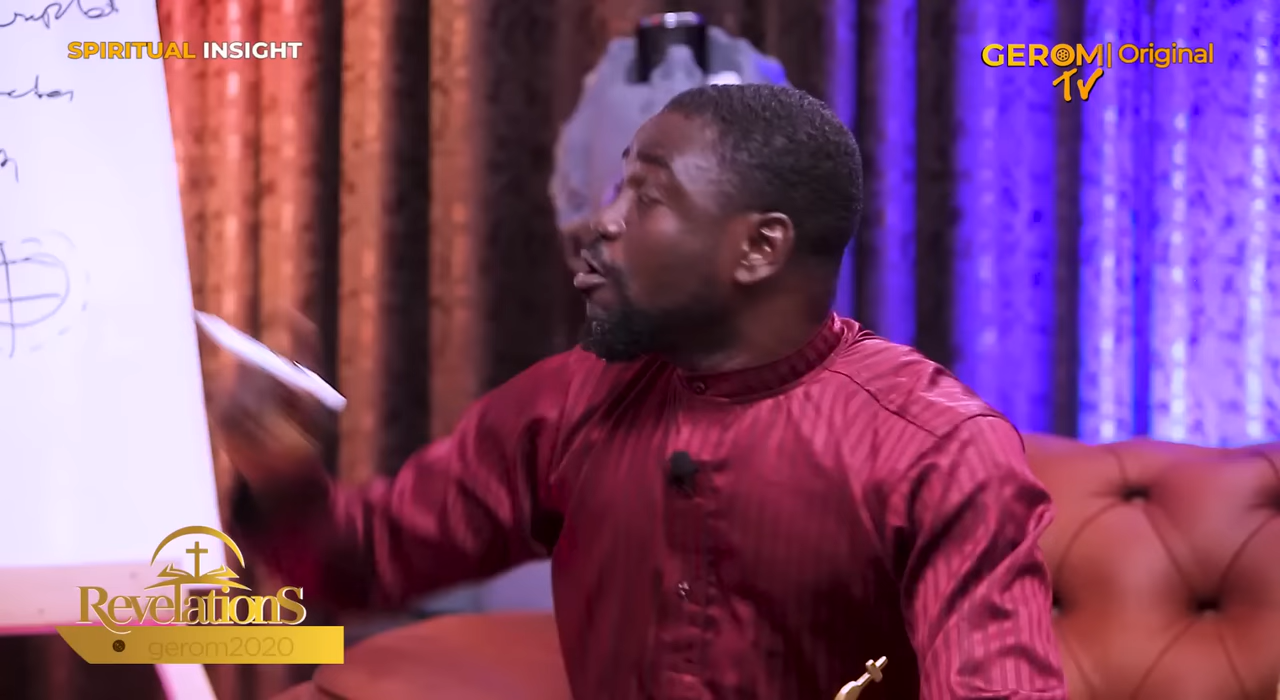 SPIRITUAL INSIGHT
GEROM TV | Original
RevelationS
gerom2020